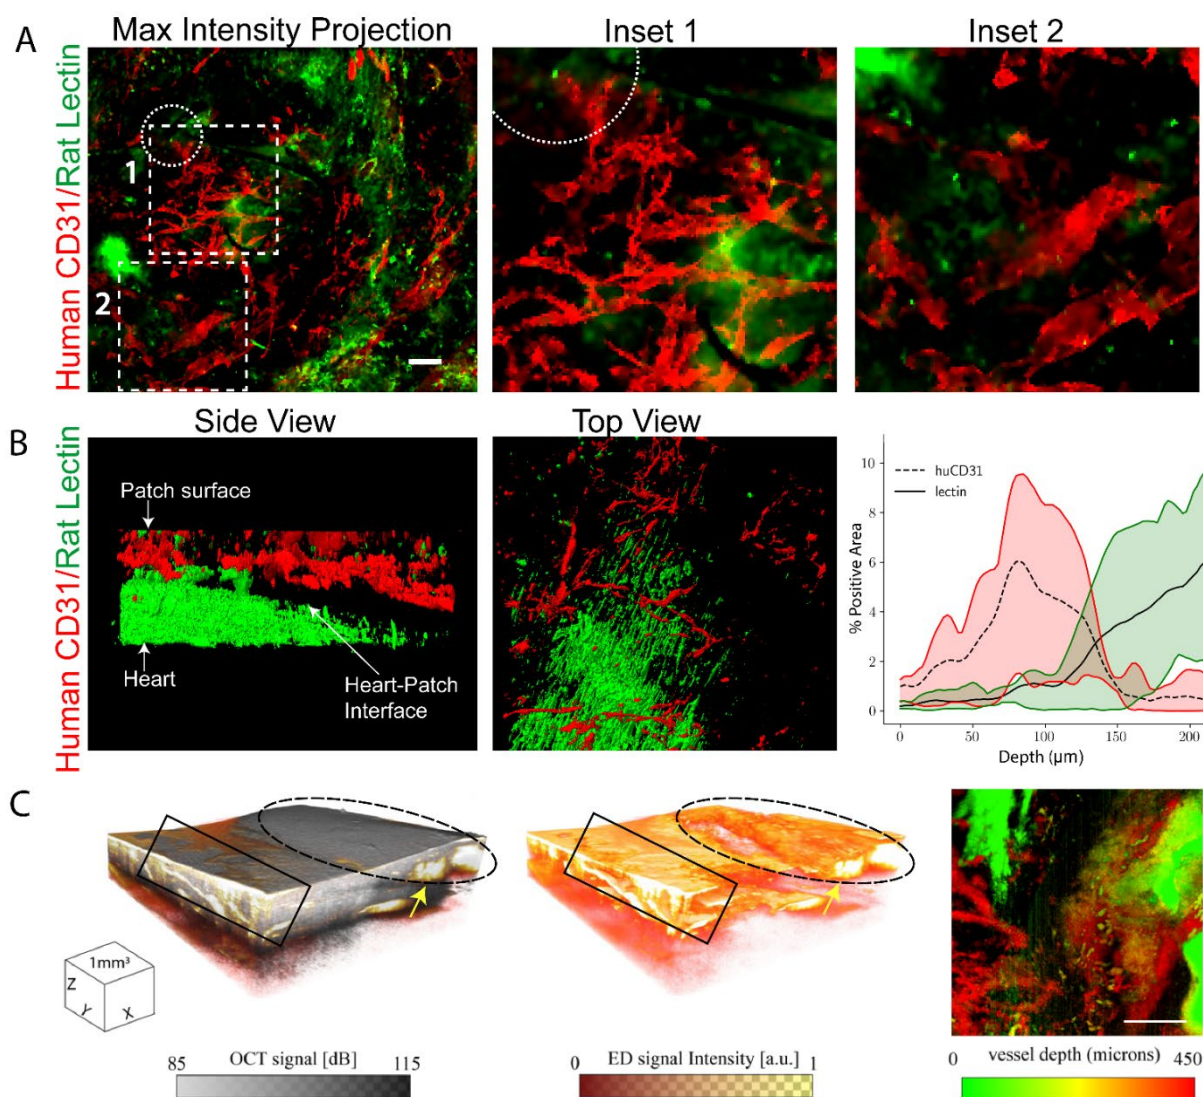 A
Max Intensity Projection
Inset 1
Inset 2
Human CD31/Rat Lectin
1
2
B
Side View
Top View
Human CD31/Rat Lectin
Patch surface
Heart
Heart-Patch
Interface
huCD31
lectin
% Positive Area
10
8
6
4
2
0
0
50
100
150
200
Depth (µm)
C
1mm³
Z
Y
X
OCT signal [dB]
85
115
ED signal Intensity [a.u.]
0
1
vessel depth (microns)
0
450